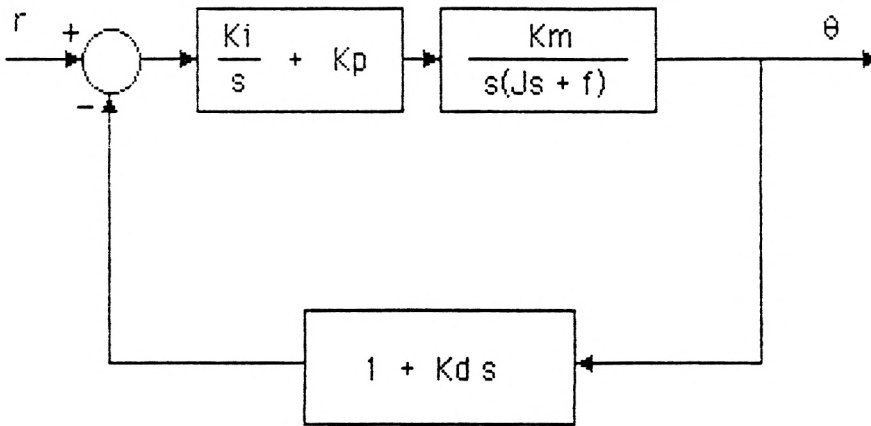 r
+
-
Ki
s
+ Kp
Km
s(Js + f)
θ
1 + Kd s